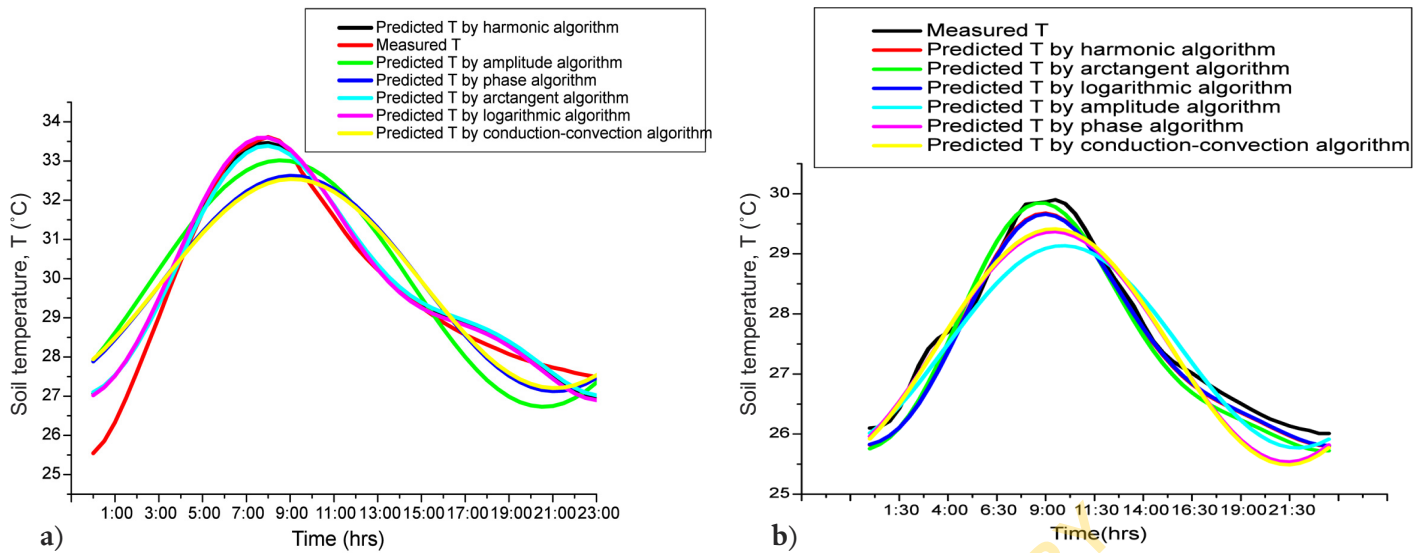 a)
Predicted T by harmonic algorithm
Measured T
Predicted T by amplitude algorithm
Predicted T by phase algorithm
Predicted T by arctangent algorithm
Predicted T by logarithmic algorithm
Predicted T by conduction-convection algorithm
Soil temperature, T (˚C)
34
33
32
31
30
29
28
27
26
25
1:00 3:00 5:00 7:00 9:00 11:00 13:00 15:00 17:00 19:00 21:00 23:00
Time (hrs)
b)
Measured T
Predicted T by harmonic algorithm
Predicted T by arctangent algorithm
Predicted T by logarithmic algorithm
Predicted T by amplitude algorithm
Predicted T by phase algorithm
Predicted T by conduction-convection algorithm
Soil temperature, T (˚C)
30
29
28
27
26
25
1:30 4:00 6:30 9:00 11:30 14:00 16:30 19:00 21:30
Time(hrs)